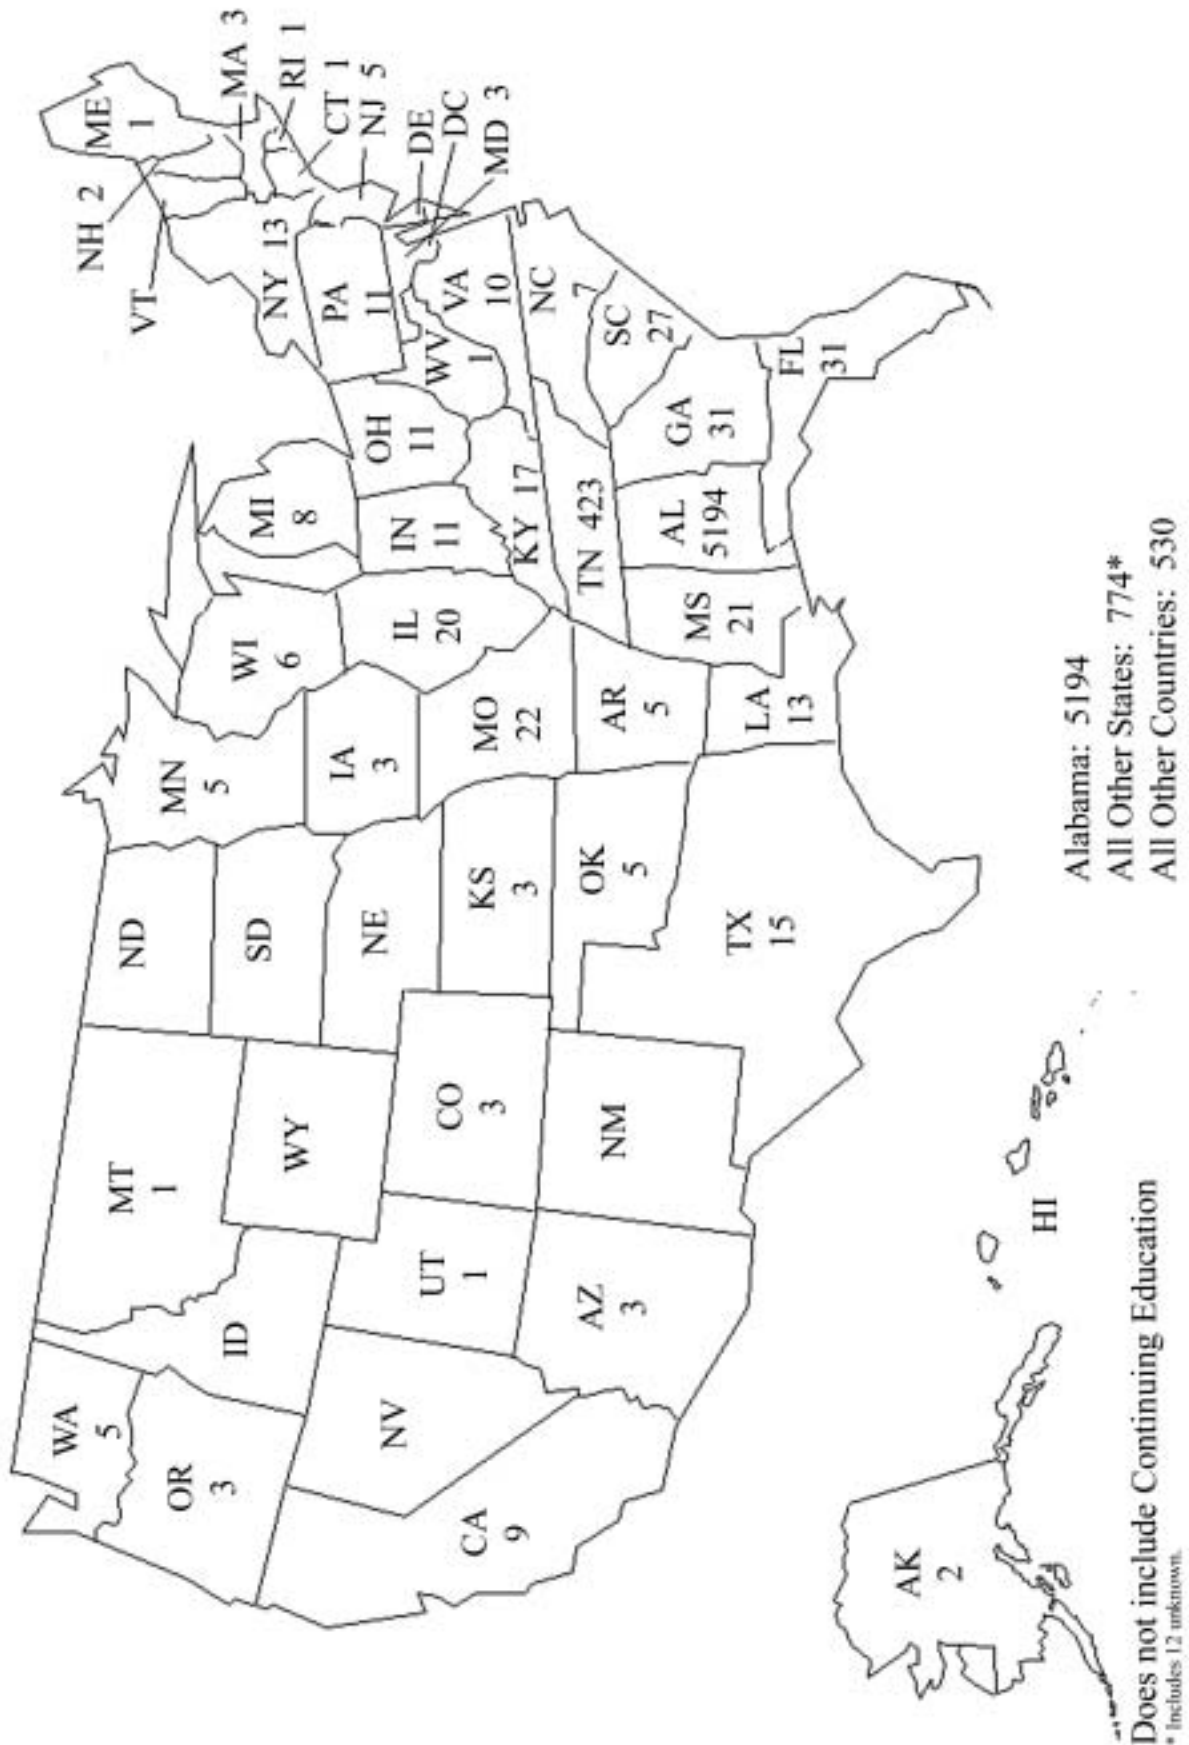 WA
5
OR
3
CA
9
NV
ID
MT
1
WY
UT
1
AZ
3
CO
3
NM
ND
SD
NE
KS
3
OK
5
TX
15
MN
5
IA
3
MO
22
AR
5
LA
13
WI
6
IL
20
MS
21
MI
8
IN
11
KY 17
TN 423
AL
5194
OH
11
GA
31
FL
31
WV
1
VA
10
NC
7
SC
27
PA
11
NY 13
VT
NH 2
ME
1
MA 3
RI 1
CT 1
NJ 5
DE
DC
MD 3
AK
2
HI
Alabama: 5194
All Other States: 774*
All Other Countries: 530
Does not include Continuing Education
* Includes 12 unknown.